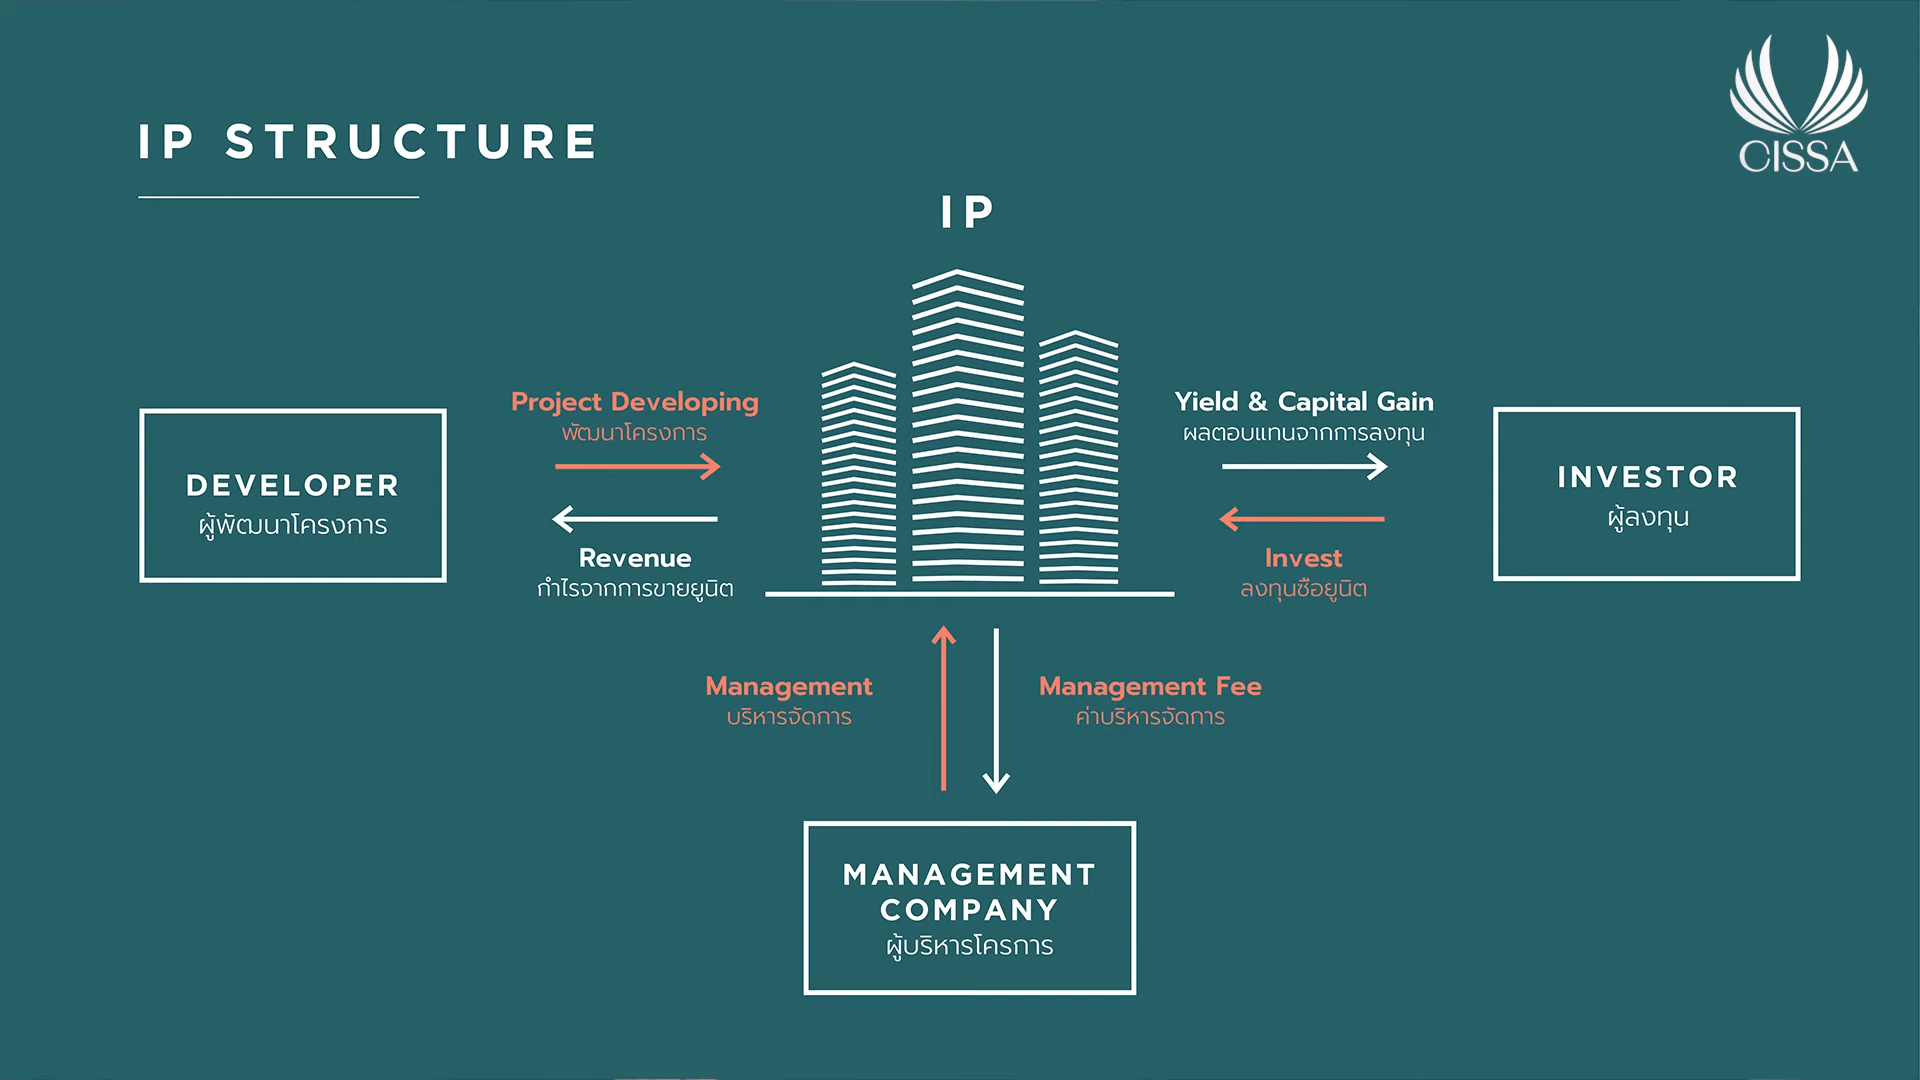 IP STRUCTURE
CISSA
IP
Project Developing
พัฒนาโครงการ
Yield & Capital Gain
ผลตอบแทนจากการลงทุน
DEVELOPER
ผู้พัฒนาโครงการ
INVESTOR
ผู้ลงทุน
Revenue
กำไรจากการขายยูนิต
Invest
ลงทุนซือยูนิต
Management
บริหารจัดการ
Management Fee
ค่าบริหารจัดการ
MANAGEMENT
COMPANY
ผู้บริหารโครการ